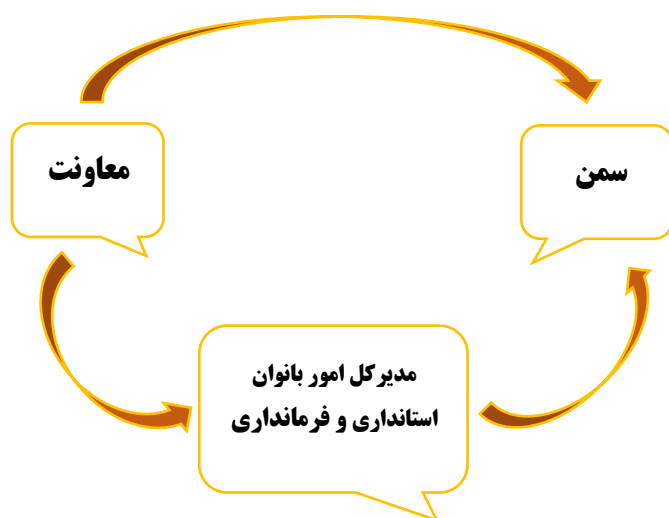 سمن
معاونت
مدیرکل امور بانوان
استانداری و فرمانداری